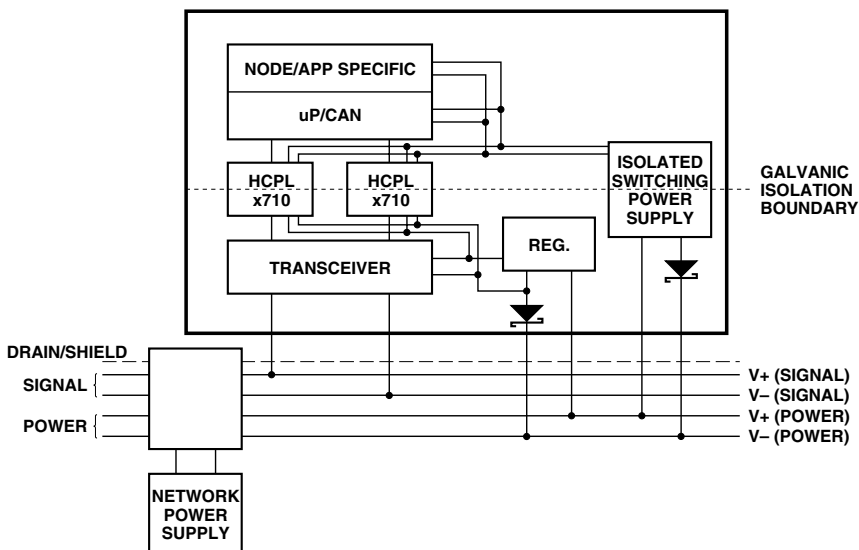 NODE/APP SPECIFIC
uP/CAN
HCPL
x710
HCPL
x710
ISOLATED
SWITCHING
POWER
SUPPLY
GALVANIC
ISOLATION
BOUNDARY
TRANSCEIVER
REG.
DRAIN/SHIELD
SIGNAL
POWER
V+ (SIGNAL)
V– (SIGNAL)
V+ (POWER)
V– (POWER)
NETWORK
POWER
SUPPLY